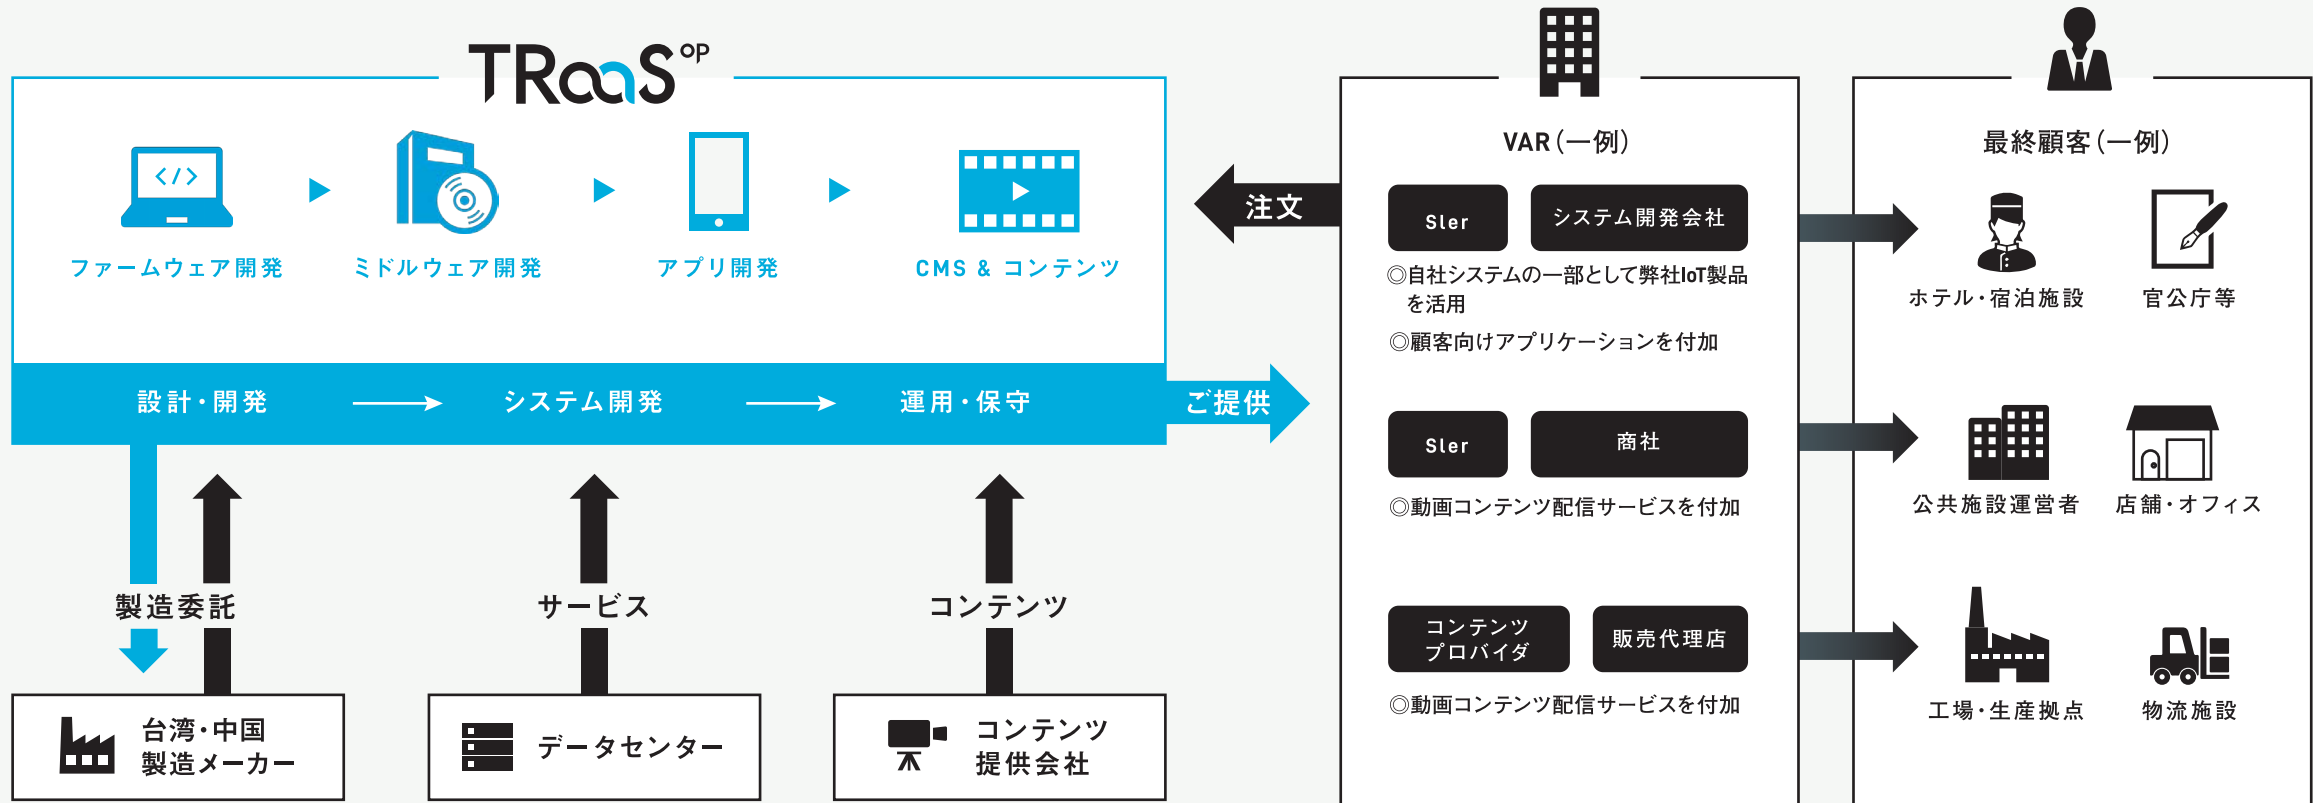 TRaaS OP
ファームウェア開発
ミドルウェア開発
アプリ開発
CMS & コンテンツ
設計・開発
システム開発
運用・保守
ご提供
注文
製造委託
サービス
コンテンツ
台湾・中国
製造メーカー
データセンター
コンテンツ
提供会社
VAR(一例)
SIer
システム開発会社
◎自社システムの一部として弊社IoT製品
を活用
◎顧客向けアプリケーションを付加
SIer
商社
◎動画コンテンツ配信サービスを付加
コンテンツ
プロバイダ
販売代理店
◎動画コンテンツ配信サービスを付加
最終顧客(一例)
ホテル・宿泊施設
官公庁等
公共施設運営者
店舗・オフィス
工場・生産拠点
物流施設